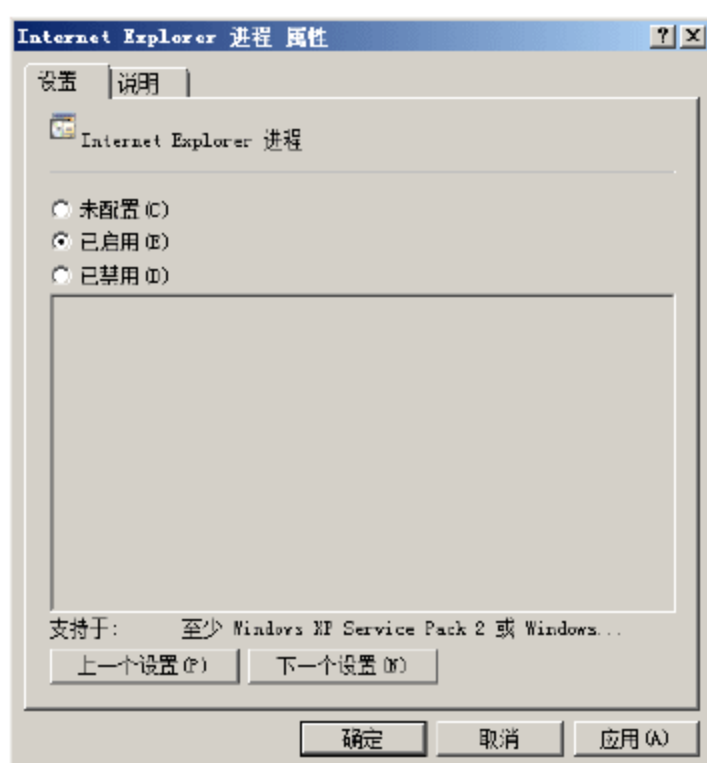 Internet Explorer 进程 属性
设置 说明
Internet Explorer 进程
未配置(C)
已启用(E)
已禁用(D)
支持于: 至少 Windows XP Service Pack 2 或 Windows...
上一个设置(P) 下一个设置(N)
确定 取消 应用(A)